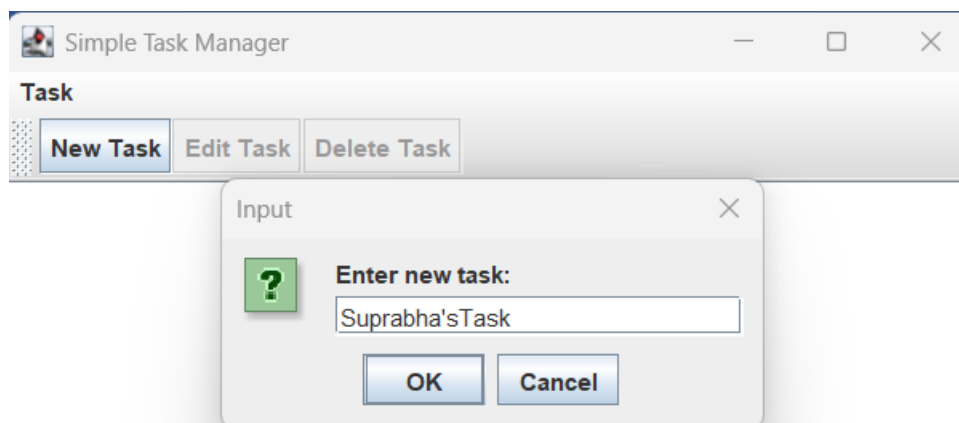 Simple Task Manager
Task
New Task Edit Task Delete Task
Input
?
Enter new task:
Suprabha'sTask
OK Cancel